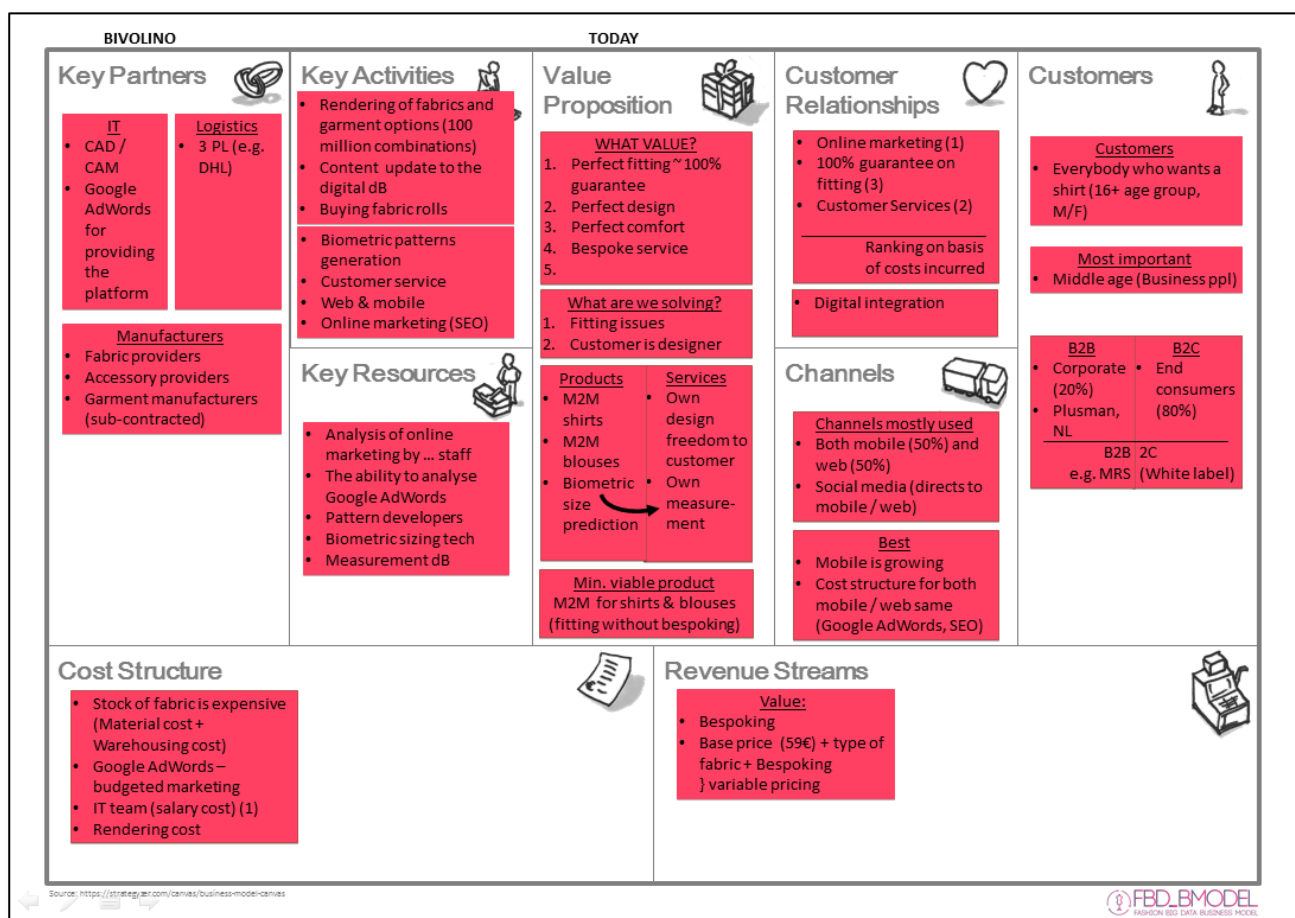 BIVOLINO
TODAY
Key Partners
IT
• CAD /
CAM
• Google
AdWords
for
providing
the
platform
Logistics
• 3 PL (e.g.
DHL)
Manufacturers
• Fabric providers
• Accessory providers
• Garment manufacturers
(sub-contracted)
Key Activities
• Rendering of fabrics and
garment options (100
million combinations)
• Content update to the
digital dB
• Buying fabric rolls
• Biometric patterns
generation
• Customer service
• Web & mobile
• Online marketing (SEO)
Key Resources
• Analysis of online
marketing by ... staff
• The ability to analyse
Google AdWords
• Pattern developers
• Biometric sizing tech
• Measurement dB
Value
Proposition
WHAT VALUE?
1. Perfect fitting ~ 100%
guarantee
2. Perfect design
3. Perfect comfort
4. Bespoke service
5.
What are we solving?
1. Fitting issues
2. Customer is designer
Products
• M2M
shirts
• M2M
blouses
• Biometric
size
prediction
Services
• Own
design
freedom to
customer
• Own
measure-
ment
Min. viable product
M2M for shirts & blouses
(fitting without bespoking)
Customer
Relationships
• Online marketing (1)
• 100% guarantee on
fitting (3)
• Customer Services (2)
Ranking on basis
of costs incurred
• Digital integration
Channels
Channels mostly used
• Both mobile (50%) and
web (50%)
• Social media (directs to
mobile / web)
Best
• Mobile is growing
• Cost structure for both
mobile / web same
(Google AdWords, SEO)
Customers
Customers
• Everybody who wants a
shirt (16+ age group,
M/F)
Most important
• Middle age (Business ppl)
B2B
• Corporate
(20%)
• Plusman,
NL
B2C
• End
consumers
(80%)
B2B 2C
e.g. MRS (White label)
Cost Structure
• Stock of fabric is expensive
(Material cost +
Warehousing cost)
• Google AdWords –
budgeted marketing
• IT team (salary cost) (1)
• Rendering cost
Revenue Streams
Value:
• Bespoking
• Base price (59€) + type of
fabric + Bespoking
} variable pricing
Source: https://strategyzer.com/canvas/business-model-canvas
FBD_BMODEL
FASHION BIG DATA BUSINESS MODEL